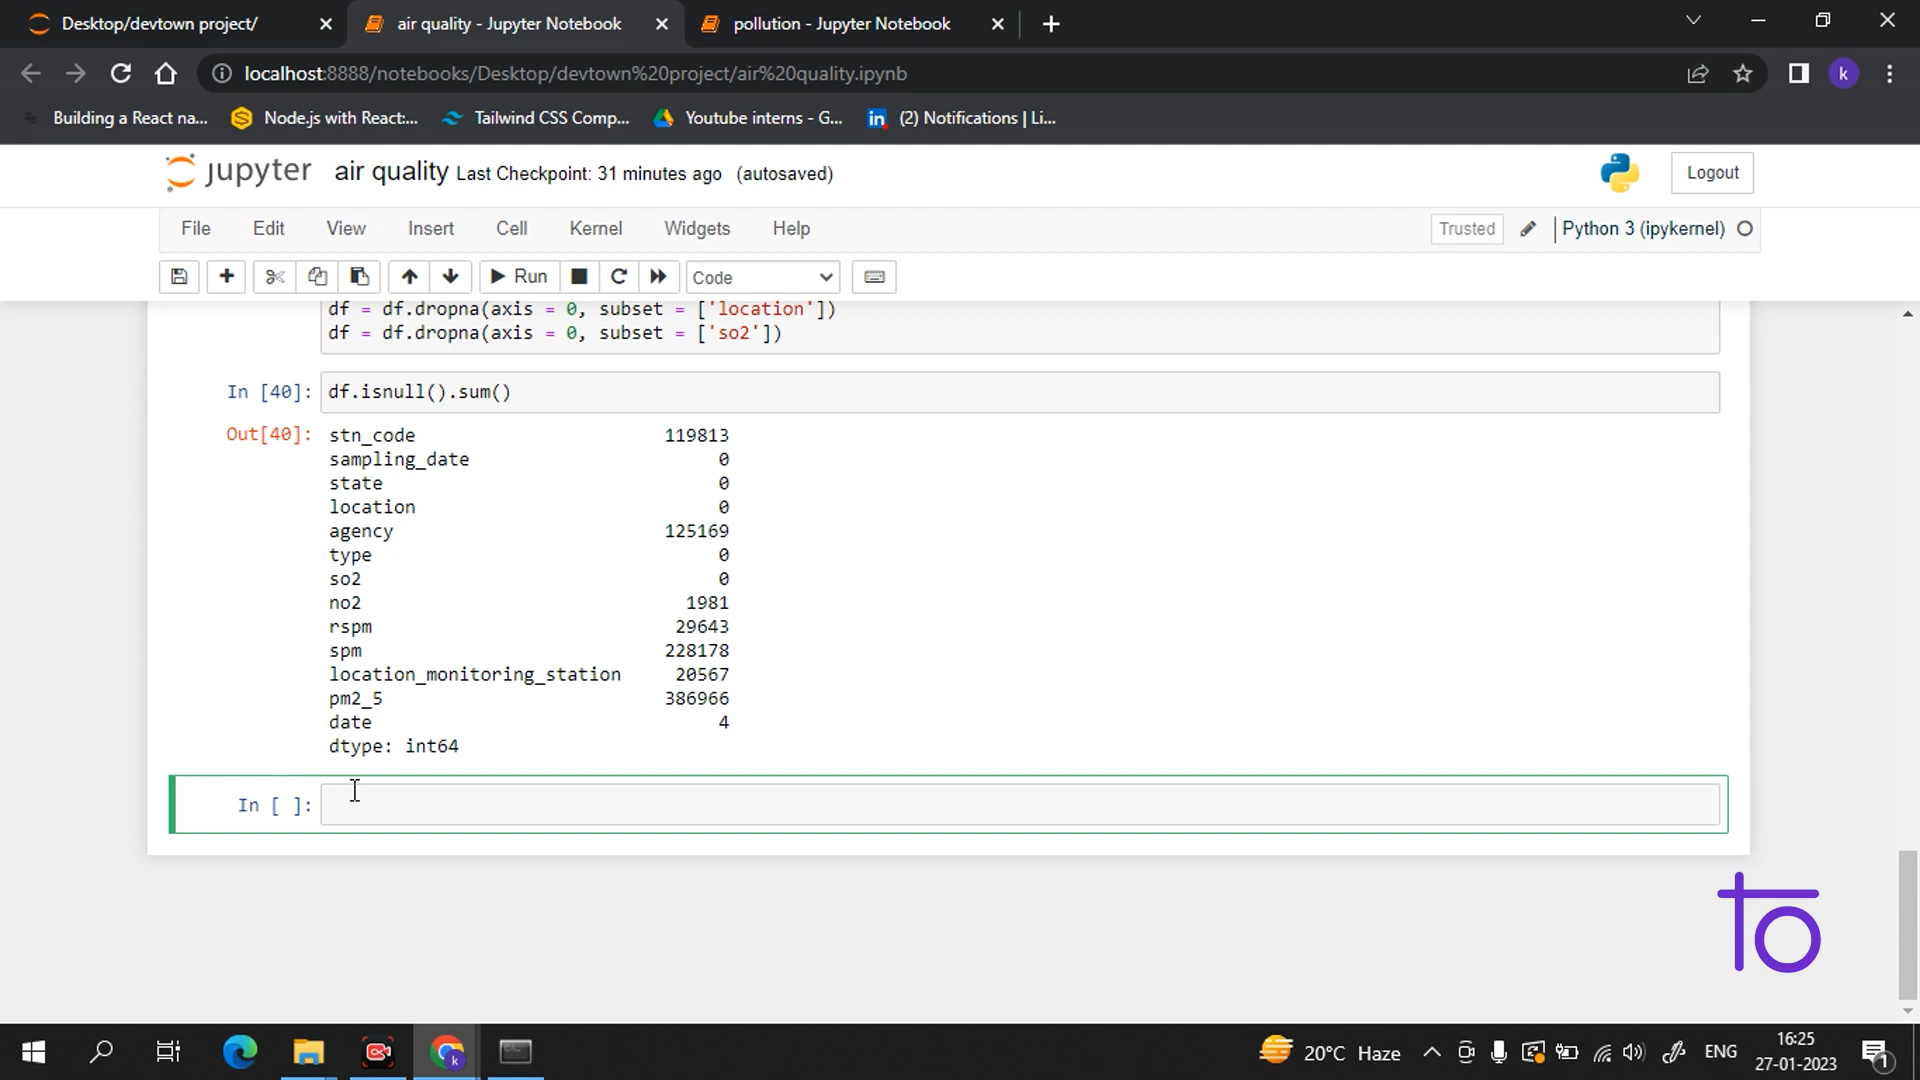 Desktop/devtown project/
air quality - Jupyter Notebook
pollution - Jupyter Notebook
localhost:8888/notebooks/Desktop/devtown%20project/air%20quality.ipynb
k
Building a React na...
Node.js with React:...
Tailwind CSS Comp...
Youtube interns - G...
(2) Notifications | Li...
jupyter air quality Last Checkpoint: 31 minutes ago (autosaved)
Logout
File Edit View Insert Cell Kernel Widgets Help
Trusted
Python 3 (ipykernel)
Run
Code
df = df.dropna(axis = 0, subset = ['location'])
df = df.dropna(axis = 0, subset = ['so2'])
In [40]: df.isnull().sum()
Out[40]: stn_code 119813
sampling_date 0
state 0
location 0
agency 125169
type 0
so2 0
no2 1981
rspm 29643
spm 228178
location_monitoring_station 20567
pm2_5 386966
date 4
dtype: int64
In [ ]:
to
20°C Haze
ENG
16:25
27-01-2023
1